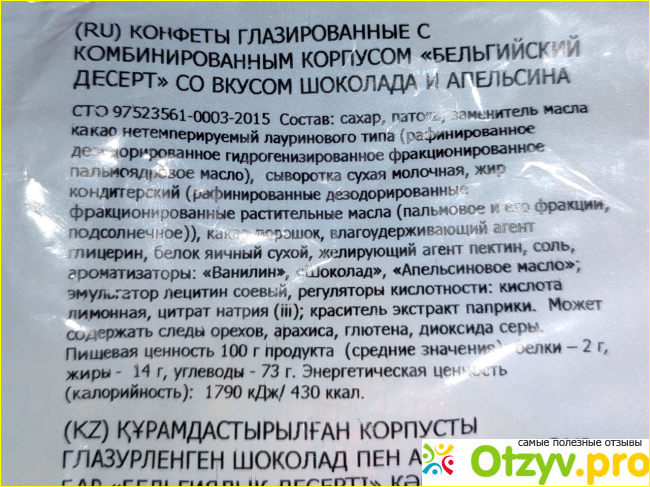 (RU) КОНФЕТЫ ГЛАЗИРОВАННЫЕ С
КОМБИНИРОВАННЫМ КОРПУСОМ «БЕЛЬГИЙСКИЙ
ДЕСЕРТ» СО ВКУСОМ ШОКОЛАДА И АПЕЛЬСИНА
СТО 97523561-0003-2015 Состав: сахар, патока, заменитель масла
какао нетемперируемый лауринового типа (рафинированное
дезодорированное гидрогенизированное фракционированное
пальмоядровое масло), сыворотка сухая молочная, жир
кондитерский (рафинированные дезодорированные
фракционированные растительные масла (пальмовое и его фракции,
подсолнечное)), какао порошок, влагоудерживающий агент
глицерин, белок яичный сухой, желирующий агент пектин, соль,
ароматизаторы: «Ванилин», «Шоколад», «Апельсиновое масло»;
эмульгатор лецитин соевый, регуляторы кислотности: кислота
лимонная, цитрат натрия (iii); краситель экстракт паприки. Может
содержать следы орехов, арахиса, глютена, диоксида серы.
Пищевая ценность 100 г продукта (средние значения) белки – 2 г,
жиры - 14 г, углеводы - 73 г. Энергетическая ценность
(калорийность): 1790 кДж/ 430 ккал.
(KZ) ҚҰРАМДАСТЫРЫЛҒАН КОРПУСТЫ
ГЛАЗУРЛЕНГЕН ШОКОЛАД ПЕН
самые полезные отзывы
Otzyv.pro